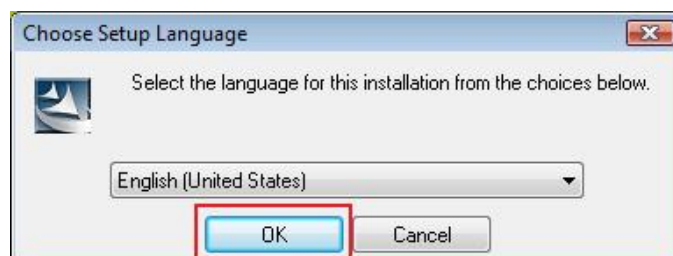 Choose Setup Language
Select the language for this installation from the choices below.
English (United States)
OK
Cancel